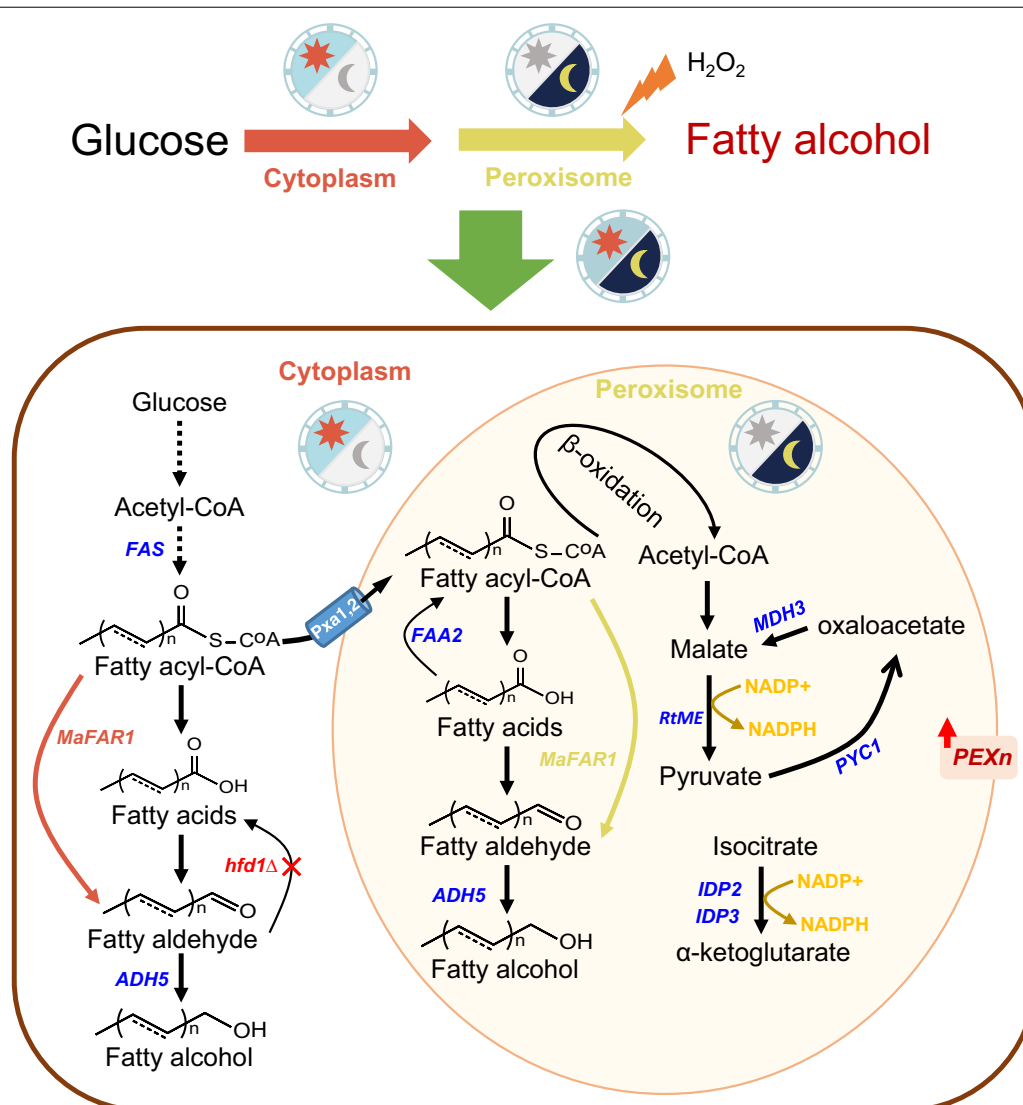 H₂O₂
Glucose
Fatty alcohol
Cytoplasm
Peroxisome
Cytoplasm
Glucose
Acetyl-CoA
FAS
O
( )n S–CoA
Fatty acyl-CoA
MaFAR1
O
( )n OH
Fatty acids
hfd1Δ
( )n O
Fatty aldehyde
ADH5
( )n OH
Fatty alcohol
Pxa1,2
Peroxisome
β-oxidation
O
( )n S–CoA
Fatty acyl-CoA
FAA2
O
( )n OH
Fatty acids
MaFAR1
( )n O
Fatty aldehyde
ADH5
( )n OH
Fatty alcohol
Acetyl-CoA
MDH3
oxaloacetate
Malate
NADP+
RtME
NADPH
Pyruvate
PYC1
PEXn
Isocitrate
IDP2
NADP+
IDP3
NADPH
α-ketoglutarate